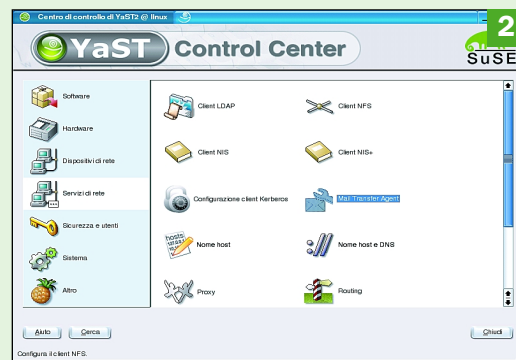 Centro di controllo di YaST2 @ linux
2
YaST Control Center
SuSE
Software
Hardware
Dispositivi di rete
Servizi di rete
Sicurezza e utenti
Sistema
Altro
Client LDAP
Client NFS
Client NIS
Client NIS+
Configurazione client Kerberos
Mail Transfer Agent
hosts
Nome host
Nome host e DNS
Proxy
Routing
Aiuto
Cerca
Chiudi
Configura il client NFS.